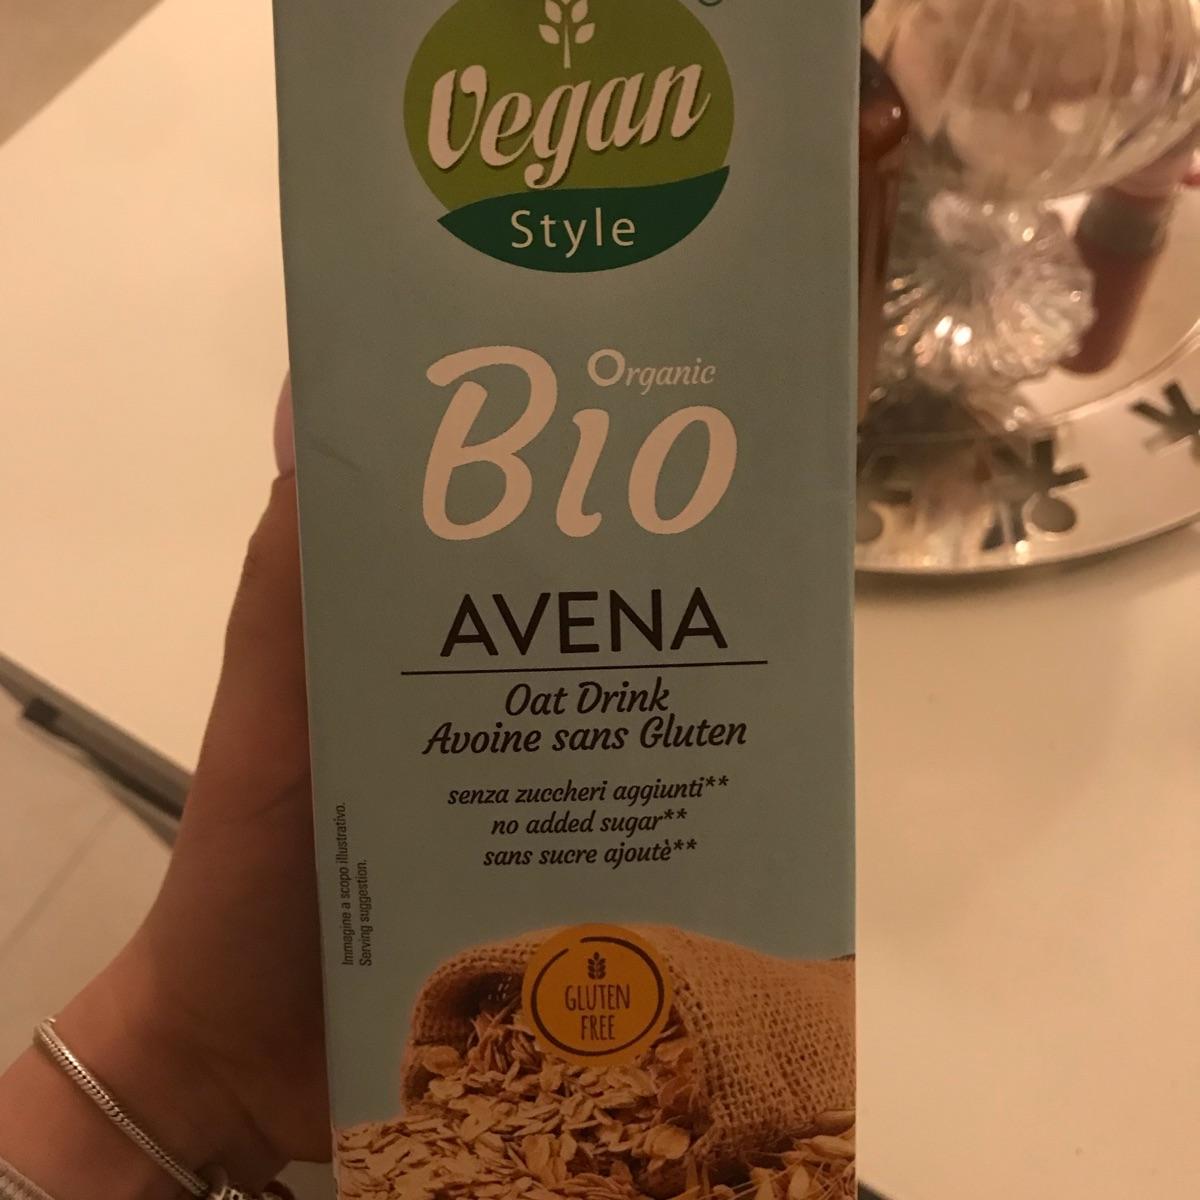 Vegan
Style
Organic
Bio
AVENA
Oat Drink
Avoine sans Gluten
senza zuccheri aggiunti**
no added sugar**
sans sucre ajoutè**
Immagine a scopo illustrativo.
Serving suggestion.
GLUTEN
FREE